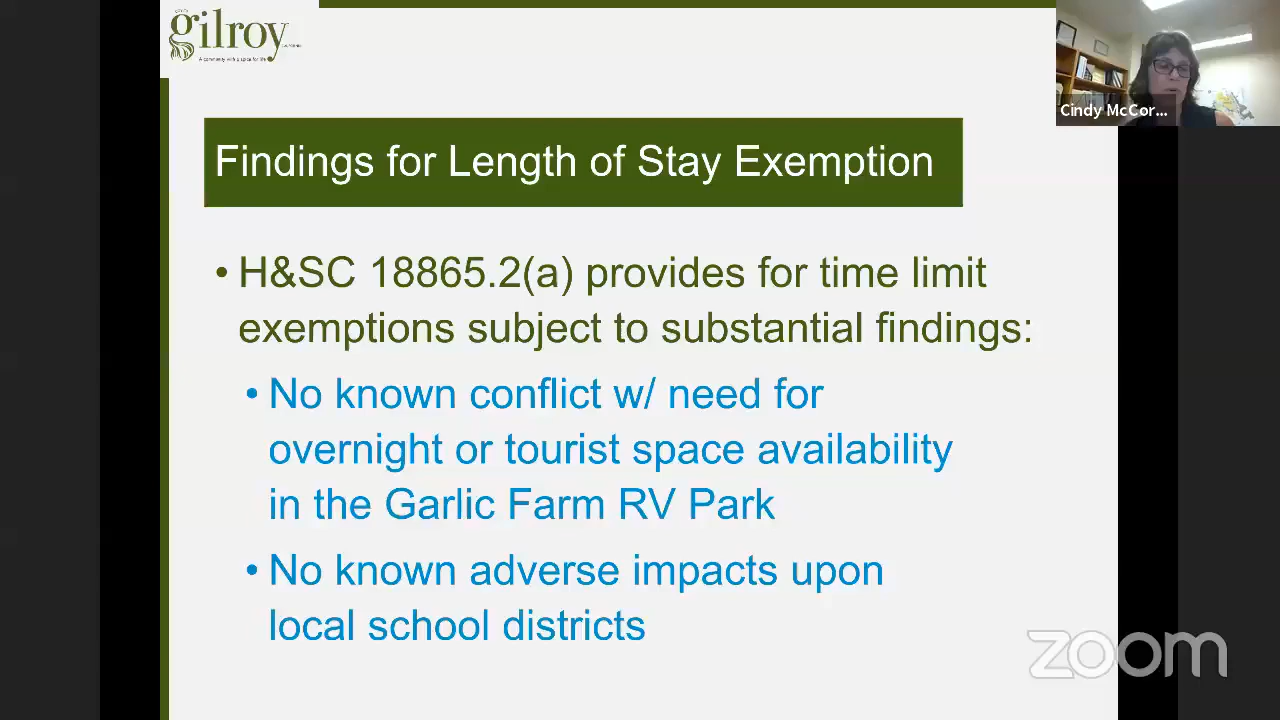 gilroy
A community with a spice for life
Cindy McCor...
Findings for Length of Stay Exemption
• H&SC 18865.2(a) provides for time limit
exemptions subject to substantial findings:
• No known conflict w/ need for
overnight or tourist space availability
in the Garlic Farm RV Park
• No known adverse impacts upon
local school districts
zoom